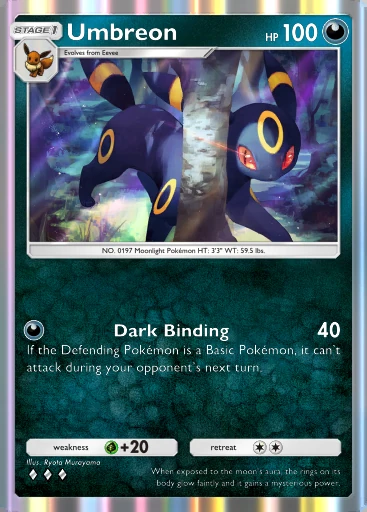 STAGE 1
Umbreon
HP 100
Evolves from Eevee
NO. 0197 Moonlight Pokémon HT: 3'3" WT: 59.5 lbs.
Dark Binding 40
If the Defending Pokémon is a Basic Pokémon, it can't
attack during your opponent's next turn.
weakness +20 retreat
Illus. Ryota Murayama
When exposed to the moon's aura, the rings on its
body glow faintly and it gains a mysterious power.